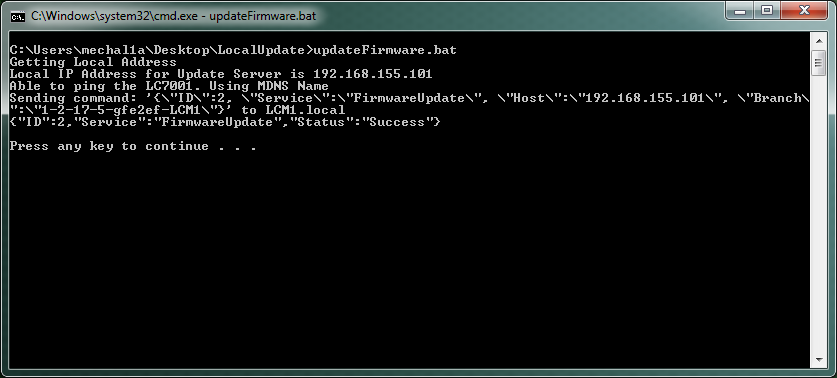 C:\Windows\system32\cmd.exe - updateFirmware.bat
C:\Users\mechal1a\Desktop\LocalUpdate>updateFirmware.bat
Getting Local Address
Local IP Address for Update Server is 192.168.155.101
Able to ping the LC7001. Using MDNS Name
Sending command: '{\"ID\":2, \"Service\":\"FirmwareUpdate\", \"Host\":\"192.168.155.101\", \"Branch\
":\"1-2-17-5-gfe2ef-LCM1\"}' to LCM1.local
{"ID":2,"Service":"FirmwareUpdate","Status":"Success"}
Press any key to continue . . .